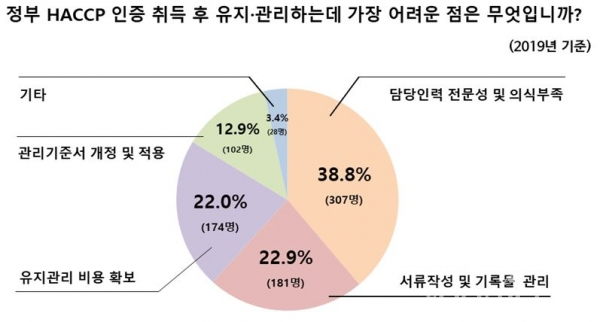 정부 HACCP 인증 취득 후 유지·관리하는데 가장 어려운 점은 무엇입니까?
(2019년 기준)
기타
담당인력 전문성 및 의식부족
3.4%
(28명)
12.9%
(102명)
관리기준서 개정 및 적용
38.8%
(307명)
22.0%
(174명)
22.9%
(181명)
유지관리 비용 확보
서류작성 및 기록물 관리